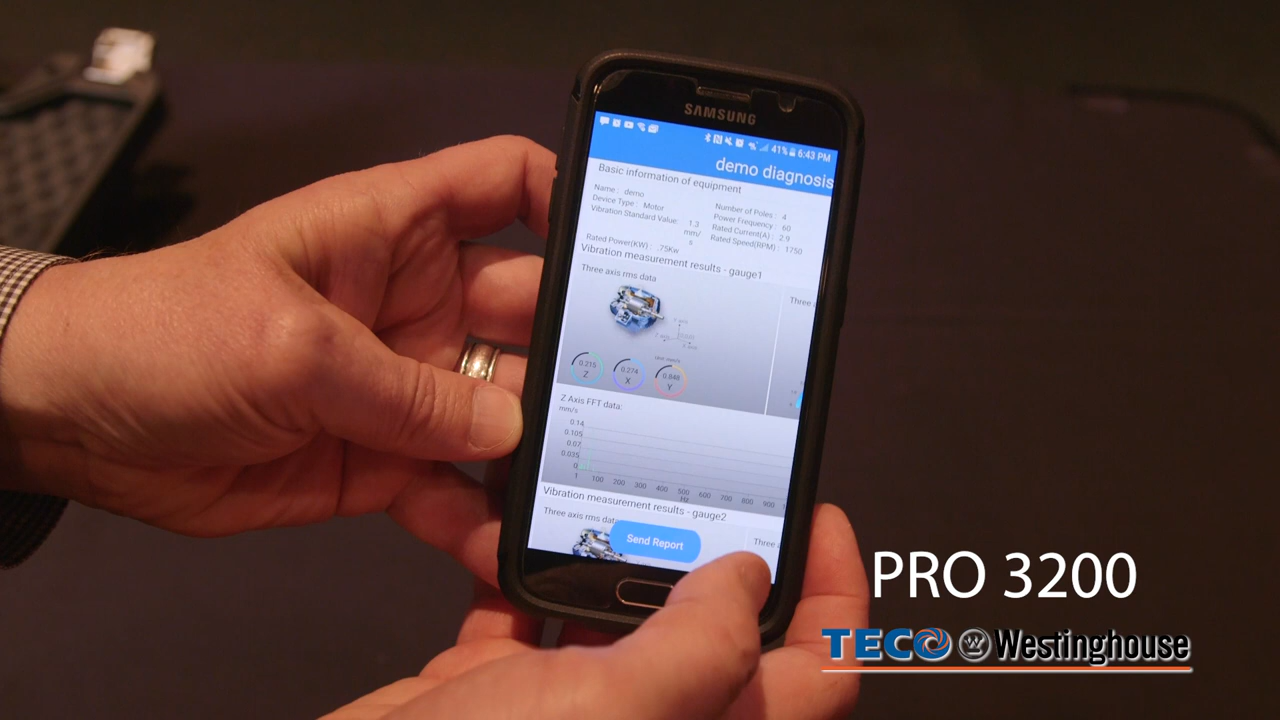 SAMSUNG
41% 6:43 PM
demo diagnosis
Basic information of equipment
Name : demo
Number of Poles : 4
Device Type : Motor
Power Frequency : 60
Vibration Standard Value: 1.3 mm/s
Rated Current(A) : 2.9
Rated Power(KW) : .75Kw
Rated Speed(RPM) : 1750
Vibration measurement results - gauge1
Three axis rms data
Three
0.215 Z
0.274 X
0.848 Y
Z Axis FFT data:
mm/s
0.14
0.105
0.07
0.035
0
1 100 200 300 400 500 600 700 800 900
Hz
Vibration measurement results - gauge2
Three axis rms data
Three
Send Report
PRO 3200
TECO Westinghouse